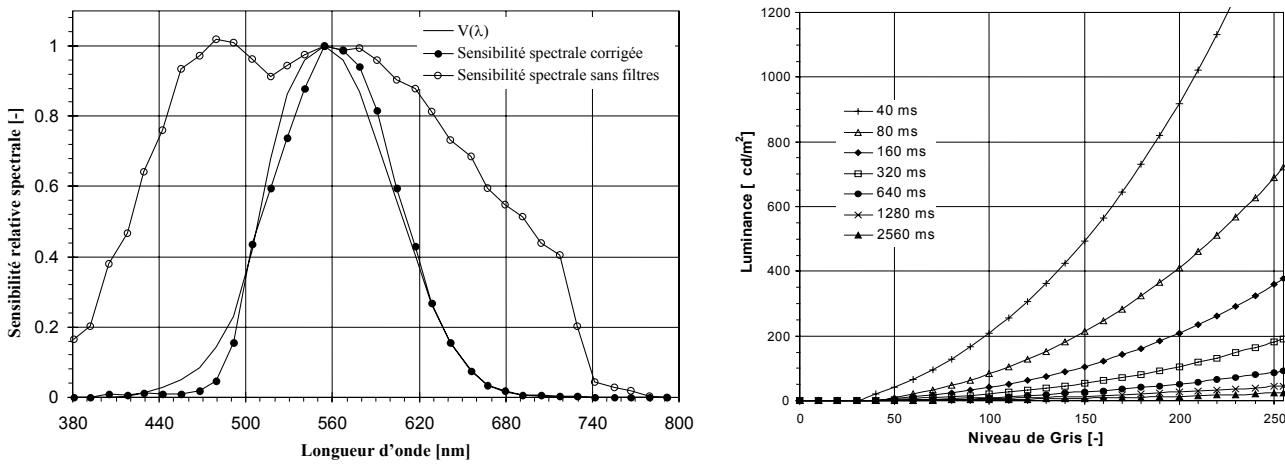 Sensibilité relative spectrale [-]
1
0.8
0.6
0.4
0.2
0
380
440
500
560
620
680
740
800
Longueur d'onde [nm]
V(λ)
Sensibilité spectrale corrigée
Sensibilité spectrale sans filtres
Luminance [ cd/m²]
1200
1000
800
600
400
200
0
0
50
100
150
200
250
Niveau de Gris [-]
40 ms
80 ms
160 ms
320 ms
640 ms
1280 ms
2560 ms